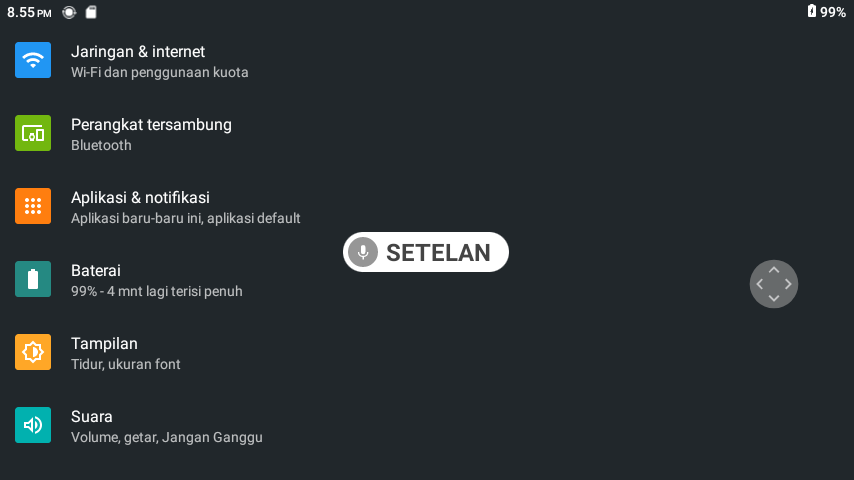 8.55 PM
99%
Jaringan & internet
Wi-Fi dan penggunaan kuota
Perangkat tersambung
Bluetooth
Aplikasi & notifikasi
Aplikasi baru-baru ini, aplikasi default
SETELAN
Baterai
99% - 4 mnt lagi terisi penuh
Tampilan
Tidur, ukuran font
Suara
Volume, getar, Jangan Ganggu